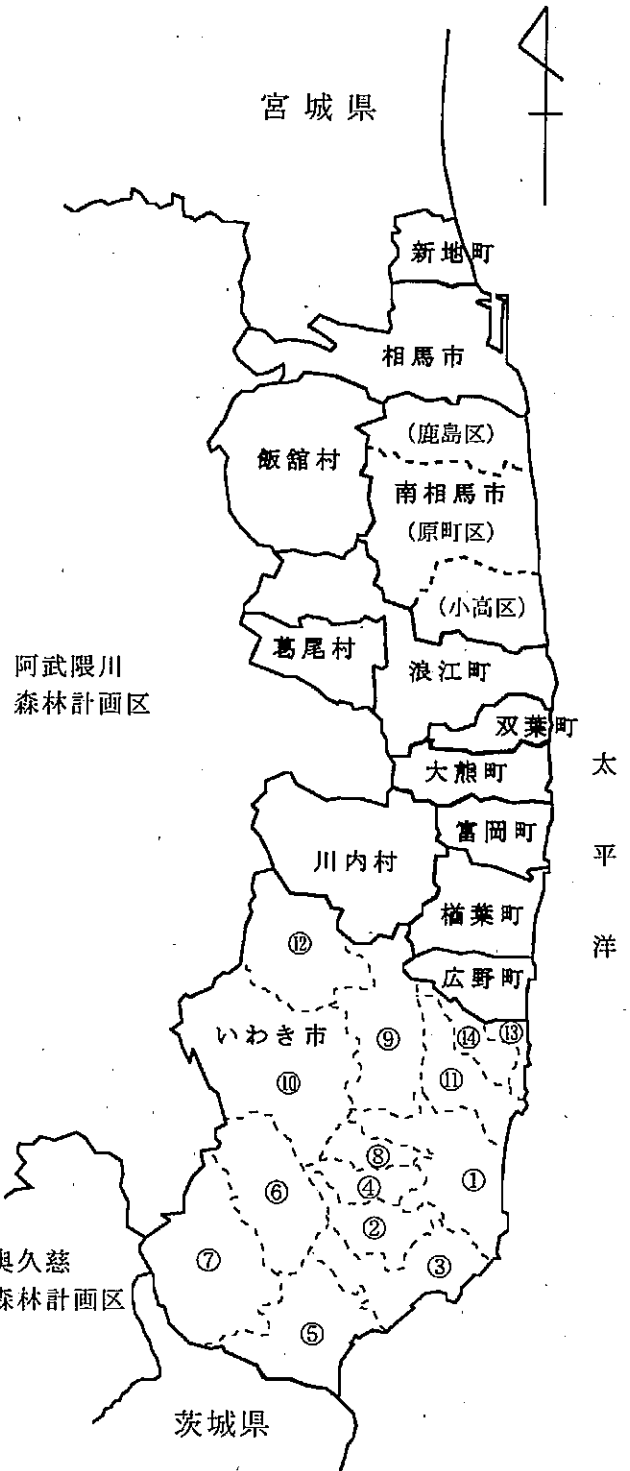 宮城県
新地町
相馬市
(鹿島区)
飯舘村
南相馬市
(原町区)
(小高区)
葛尾村
浪江町
阿武隈川
森林計画区
双葉町
大熊町
太平洋
富岡町
川内村
楢葉町
⑫
広野町
いわき市
⑨
⑭
⑬
⑩
⑪
⑧
①
⑥
④
②
⑦
③
奥久慈
森林計画区
⑤
茨城県